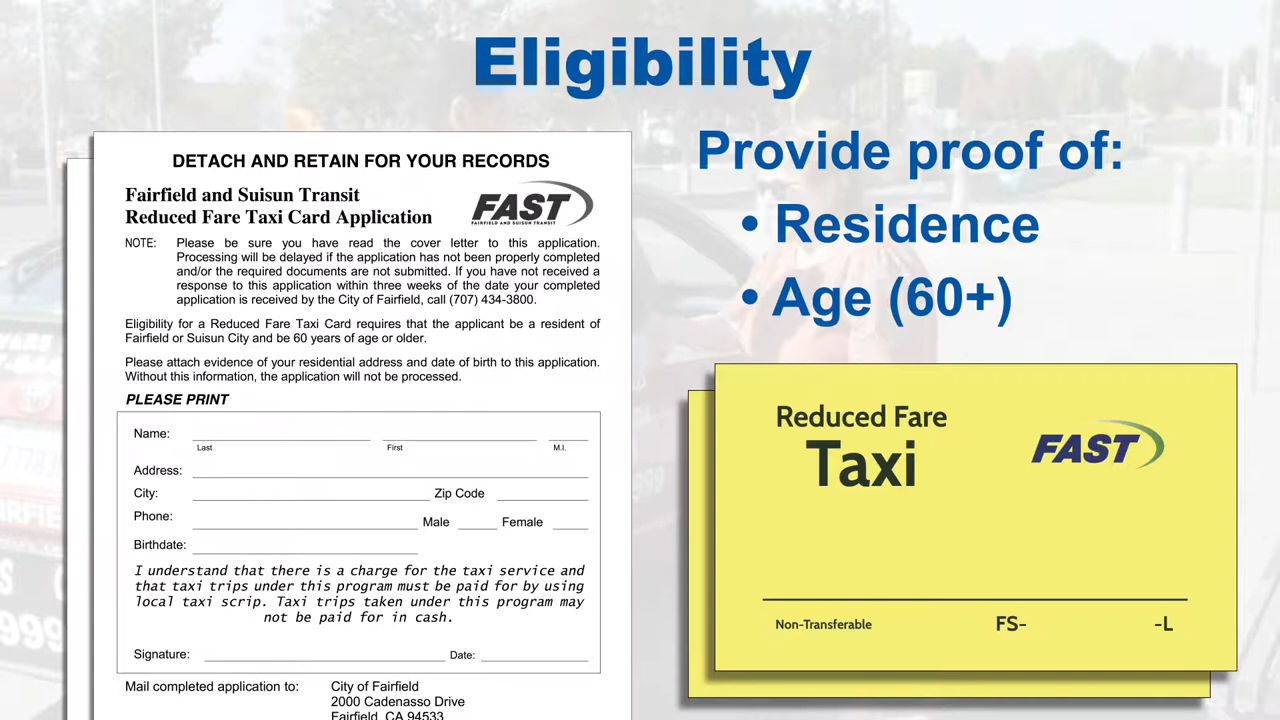 Eligibility
DETACH AND RETAIN FOR YOUR RECORDS
Fairfield and Suisun Transit
Reduced Fare Taxi Card Application
FAST
FAIRFIELD AND SUISUN TRANSIT
NOTE: Please be sure you have read the cover letter to this application.
Processing will be delayed if the application has not been properly completed
and/or the required documents are not submitted. If you have not received a
response to this application within three weeks of the date your completed
application is received by the City of Fairfield, call (707) 434-3800.
Eligibility for a Reduced Fare Taxi Card requires that the applicant be a resident of
Fairfield or Suisun City and be 60 years of age or older.
Please attach evidence of your residential address and date of birth to this application.
Without this information, the application will not be processed.
PLEASE PRINT
Name:
Last First M.I.
Address:
City: Zip Code
Phone: Male Female
Birthdate:
I understand that there is a charge for the taxi service and
that taxi trips under this program must be paid for by using
local taxi scrip. Taxi trips taken under this program may
not be paid for in cash.
Signature: Date:
Mail completed application to: City of Fairfield
2000 Cadenasso Drive
Fairfield, CA 94533
Provide proof of:
• Residence
• Age (60+)
Reduced Fare
Taxi
FAST
Non-Transferable FS- -L